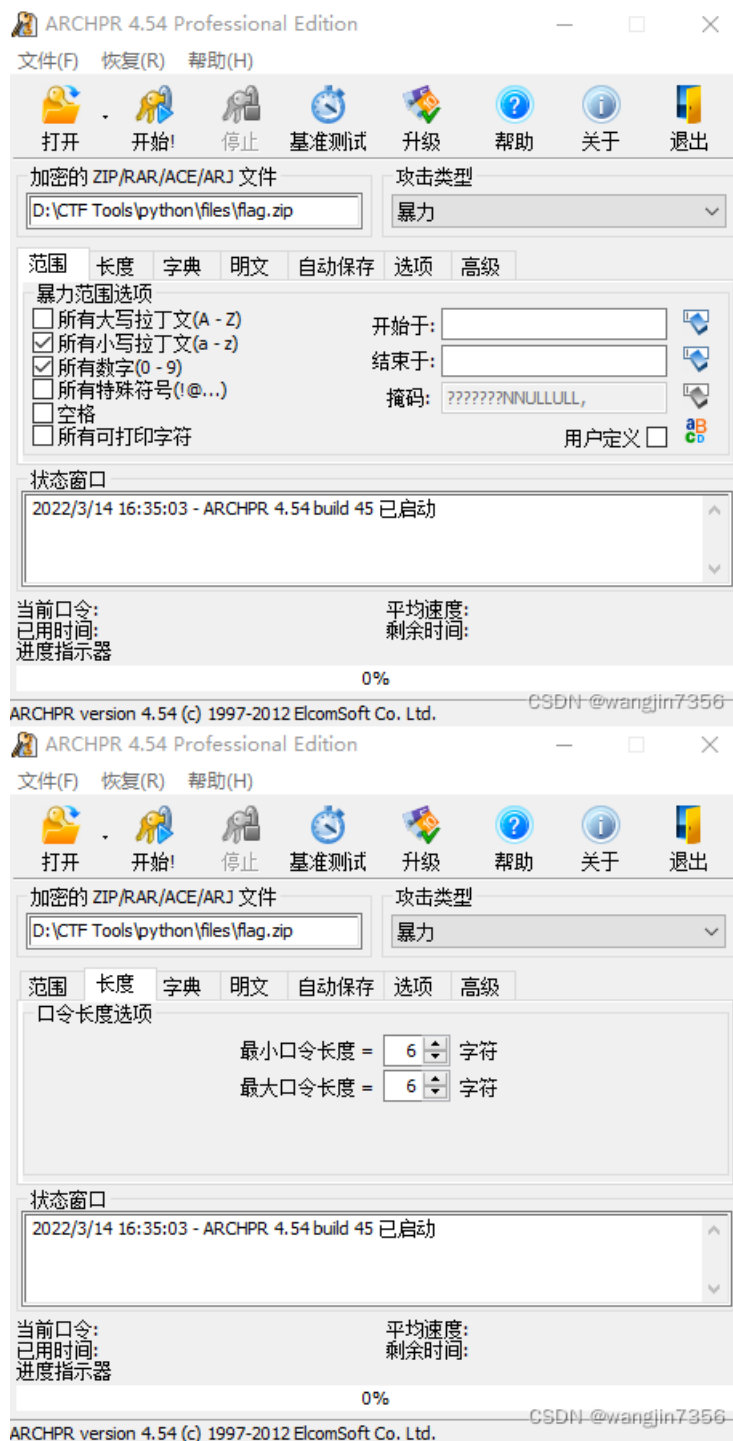 ARCHPR 4.54 Professional Edition
文件(F) 恢复(R) 帮助(H)
打开 开始! 停止 基准测试 升级 帮助 关于 退出
加密的 ZIP/RAR/ACE/ARJ 文件 攻击类型
D:\CTF Tools\python\files\flag.zip 暴力
范围 长度 字典 明文 自动保存 选项 高级
暴力范围选项
所有大写拉丁文(A - Z) 开始于:
所有小写拉丁文(a - z)
所有数字(0 - 9) 结束于:
所有特殊符号(!@...) 掩码: ???????NNULLULL,
空格
所有可打印字符 用户定义
状态窗口
2022/3/14 16:35:03 - ARCHPR 4.54 build 45 已启动
当前口令: 平均速度:
已用时间: 剩余时间:
进度指示器
0%
CSDN @wangjin7356
ARCHPR version 4.54 (c) 1997-2012 ElcomSoft Co. Ltd.
ARCHPR 4.54 Professional Edition
文件(F) 恢复(R) 帮助(H)
打开 开始! 停止 基准测试 升级 帮助 关于 退出
加密的 ZIP/RAR/ACE/ARJ 文件 攻击类型
D:\CTF Tools\python\files\flag.zip 暴力
范围 长度 字典 明文 自动保存 选项 高级
口令长度选项
最小口令长度 = 6 字符
最大口令长度 = 6 字符
状态窗口
2022/3/14 16:35:03 - ARCHPR 4.54 build 45 已启动
当前口令: 平均速度:
已用时间: 剩余时间:
进度指示器
0%
CSDN @wangjin7356
ARCHPR version 4.54 (c) 1997-2012 ElcomSoft Co. Ltd.